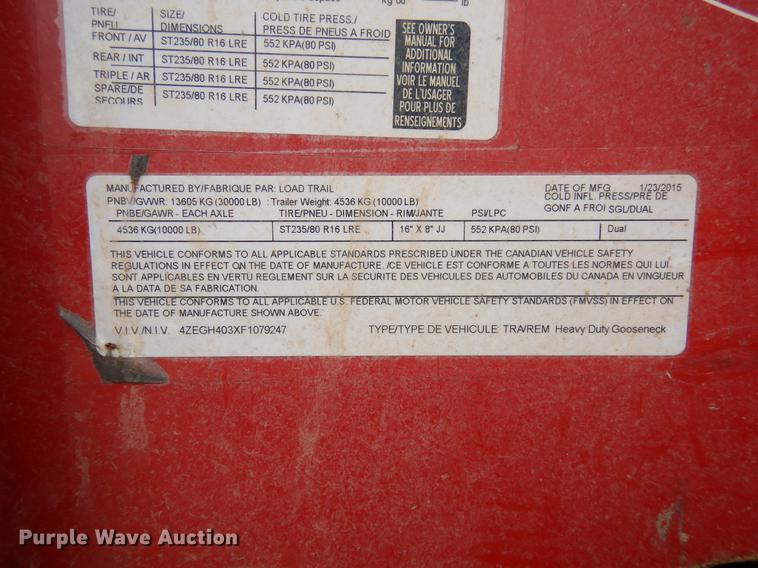 Kg ou lb
TIRE/ SIZE/ COLD TIRE PRESS./
PNEU DIMENSIONS PRESS DE PNEUS A FROID
FRONT / AV ST235/80 R16 LRE 552 KPA(80 PSI)
REAR / INT ST235/80 R16 LRE 552 KPA(80 PSI)
TRIPLE / AR ST235/80 R16 LRE 552 KPA(80 PSI)
SPARE/DE SECOURS ST235/80 R16 LRE 552 KPA(80 PSI)
SEE OWNER'S
MANUAL FOR
ADDITIONAL
INFORMATION
VOIR LE MANUEL
DE L'USAGER
POUR PLUS DE
RENSEIGNEMENTS
MANUFACTURED BY/FABRIQUE PAR: LOAD TRAIL DATE OF MFG 1/23/2015
PNBV/GVWR: 13605 KG (30000 LB) : Trailer Weight: 4536 KG (10000 LB) COLD INFL. PRESS/PRE DE
PNBE/GAWR - EACH AXLE TIRE/PNEU - DIMENSION - RIM/JANTE PSI/LPC GONF A FROI SGL/DUAL
4536 KG(10000 LB) ST235/80 R16 LRE 16" X 8" JJ 552 KPA(80 PSI) Dual
THIS VEHICLE CONFORMS TO ALL APPLICABLE STANDARDS PRESCRIBED UNDER THE CANADIAN VEHICLE SAFETY
REGULATIONS IN EFFECT ON THE DATE OF MANUFACTURE. /CE VEHICLE EST CONFORME A TOUTES LES NORMES QUI LUI
SONT APPLICABLES EN VERTU REGLEMENT SUR LA SECURITE DES VEHICULES DES AUTOMOBILES DU CANADA EN VINGUEUR
A LA DATE DE SA FABRICATION.
THIS VEHICLE CONFORMS TO ALL APPLICABLE U.S. FEDERAL MOTOR VEHICLE SAFETY STANDARDS (FMVSS) IN EFFECT ON
THE DATE OF MANUFACTURE SHOWN ABOVE.
V.I.V./N.I.V. 4ZEGH403XF1079247 TYPE/TYPE DE VEHICULE: TRA/REM Heavy Duty Gooseneck
Purple Wave Auction